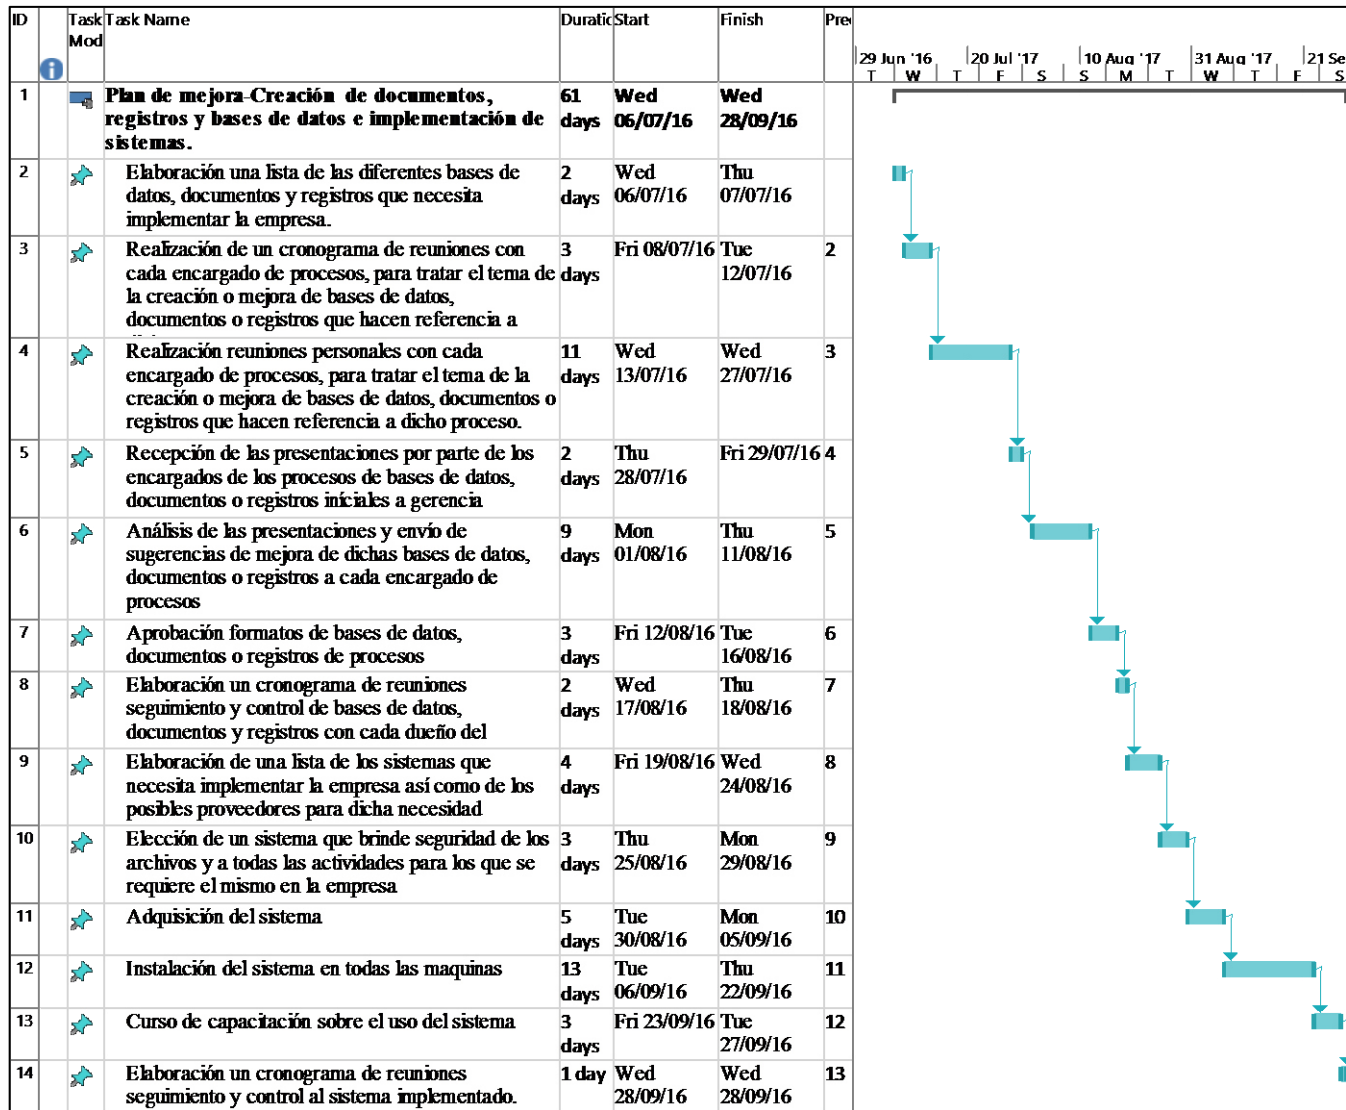 ID Task Mod Task Name Duratic Start Finish Pre
29 Jun '16 20 Jul '17 10 Aug '17 31 Aug '17 21 Se
T W T F S S M T W T F S
1 Plan de mejora-Creación de documentos, registros y bases de datos e implementación de sistemas. 61 days Wed 06/07/16 Wed 28/09/16
2 Elaboración una lista de las diferentes bases de datos, documentos y registros que necesita implementar la empresa. 2 days Wed 06/07/16 Thu 07/07/16
3 Realización de un cronograma de reuniones con cada encargado de procesos, para tratar el tema de la creación o mejora de bases de datos, documentos o registros que hacen referencia a 3 days Fri 08/07/16 Tue 12/07/16 2
4 Realización reuniones personales con cada encargado de procesos, para tratar el tema de la creación o mejora de bases de datos, documentos o registros que hacen referencia a dicho proceso. 11 days Wed 13/07/16 Wed 27/07/16 3
5 Recepción de las presentaciones por parte de los encargados de los procesos de bases de datos, documentos o registros iníciales a gerencia 2 days Thu 28/07/16 Fri 29/07/16 4
6 Análisis de las presentaciones y envío de sugerencias de mejora de dichas bases de datos, documentos o registros a cada encargado de procesos 9 days Mon 01/08/16 Thu 11/08/16 5
7 Aprobación formatos de bases de datos, documentos o registros de procesos 3 days Fri 12/08/16 Tue 16/08/16 6
8 Elaboración un cronograma de reuniones seguimiento y control de bases de datos, documentos y registros con cada dueño del 2 days Wed 17/08/16 Thu 18/08/16 7
9 Elaboración de una lista de los sistemas que necesita implementar la empresa así como de los posibles proveedores para dicha necesidad 4 days Fri 19/08/16 Wed 24/08/16 8
10 Elección de un sistema que brinde seguridad de los archivos y a todas las actividades para los que se requiere el mismo en la empresa 3 days Thu 25/08/16 Mon 29/08/16 9
11 Adquisición del sistema 5 days Tue 30/08/16 Mon 05/09/16 10
12 Instalación del sistema en todas las maquinas 13 days Tue 06/09/16 Thu 22/09/16 11
13 Curso de capacitación sobre el uso del sistema 3 days Fri 23/09/16 Tue 27/09/16 12
14 Elaboración un cronograma de reuniones seguimiento y control al sistema implementado. 1 day Wed 28/09/16 Wed 28/09/16 13